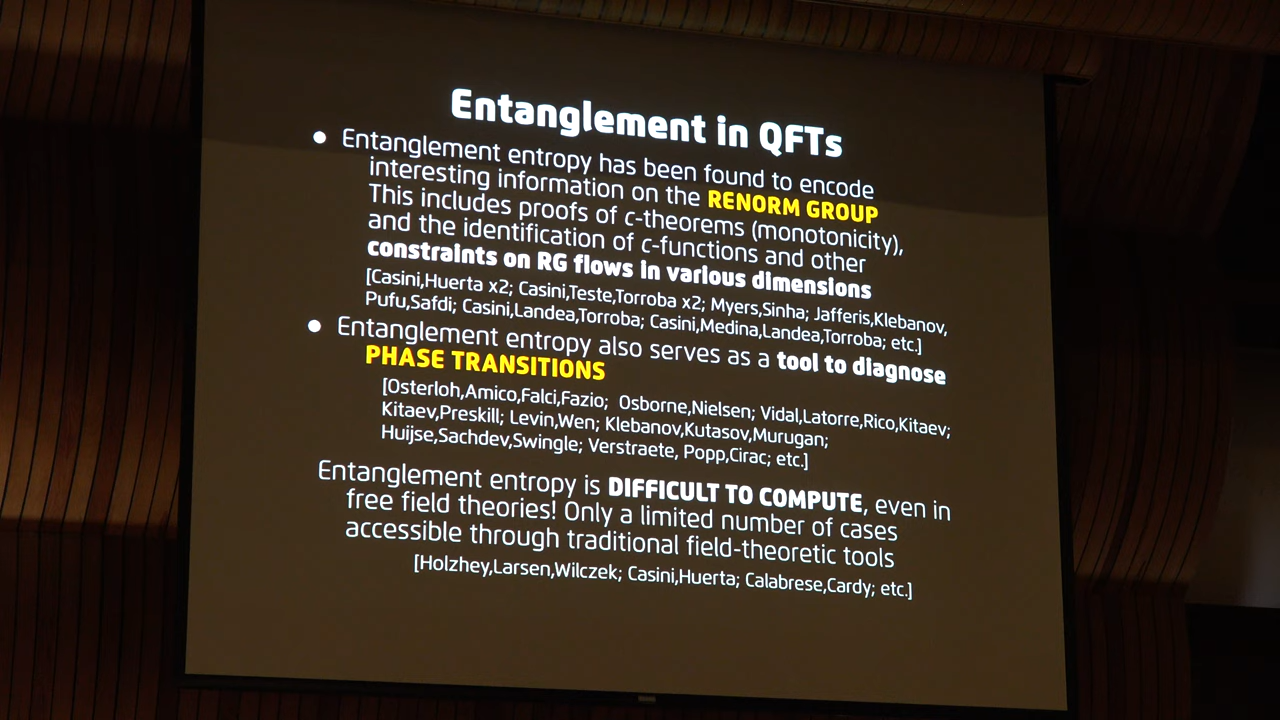 Entanglement in QFTs
● Entanglement entropy has been found to encode
interesting information on the RENORM GROUP
This includes proofs of c-theorems (monotonicity),
and the identification of c-functions and other
constraints on RG flows in various dimensions
[Casini,Huerta x2; Casini,Teste,Torroba x2; Myers,Sinha; Jafferis,Klebanov,
Pufu,Safdi; Casini,Landea,Torroba; Casini,Medina,Landea,Torroba; etc.]
● Entanglement entropy also serves as a tool to diagnose
PHASE TRANSITIONS
[Osterloh,Amico,Falci,Fazio; Osborne,Nielsen; Vidal,Latorre,Rico,Kitaev;
Kitaev,Preskill; Levin,Wen; Klebanov,Kutasov,Murugan;
Huijse,Sachdev,Swingle; Verstraete, Popp,Cirac; etc.]
Entanglement entropy is DIFFICULT TO COMPUTE, even in
free field theories! Only a limited number of cases
accessible through traditional field-theoretic tools
[Holzhey,Larsen,Wilczek; Casini,Huerta; Calabrese,Cardy; etc.]